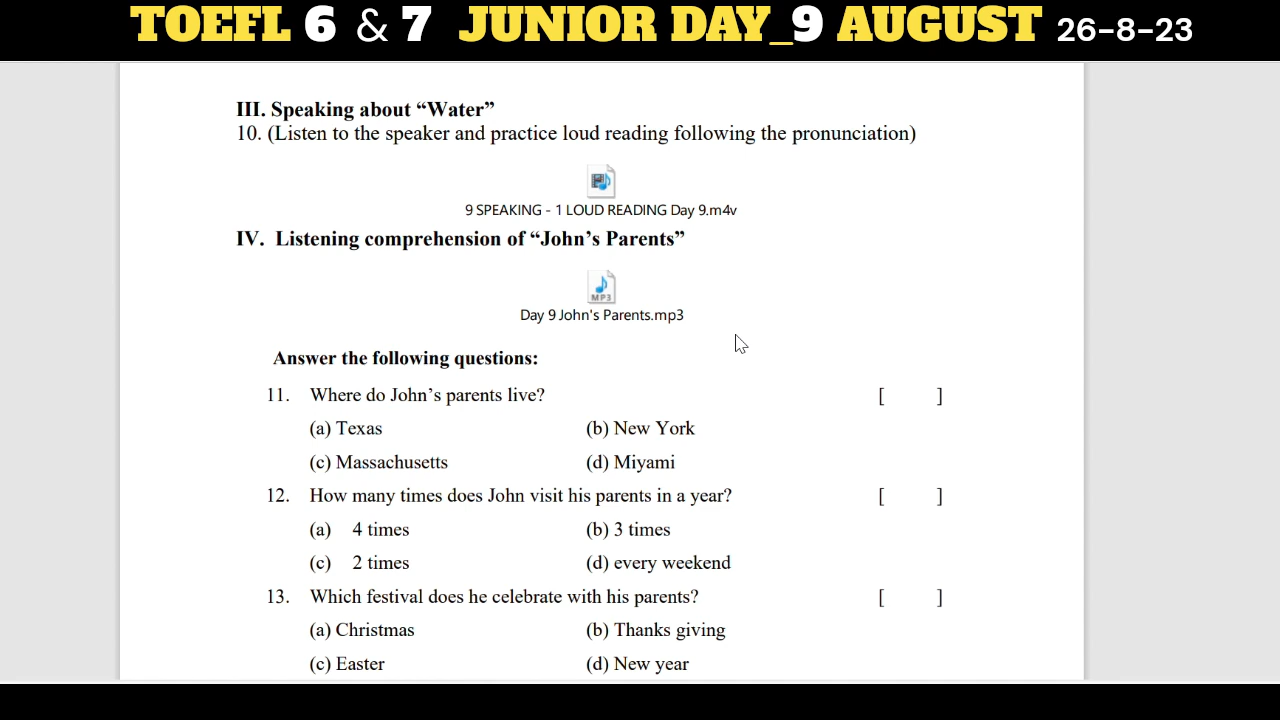 TOEFL 6 & 7 JUNIOR DAY_9 AUGUST 26-8-23
III. Speaking about “Water”
10. (Listen to the speaker and practice loud reading following the pronunciation)
9 SPEAKING - 1 LOUD READING Day 9.m4v
IV. Listening comprehension of “John’s Parents”
MP3
Day 9 John's Parents.mp3
Answer the following questions:
11. Where do John’s parents live? [ ]
(a) Texas (b) New York
(c) Massachusetts (d) Miyami
12. How many times does John visit his parents in a year? [ ]
(a) 4 times (b) 3 times
(c) 2 times (d) every weekend
13. Which festival does he celebrate with his parents? [ ]
(a) Christmas (b) Thanks giving
(c) Easter (d) New year